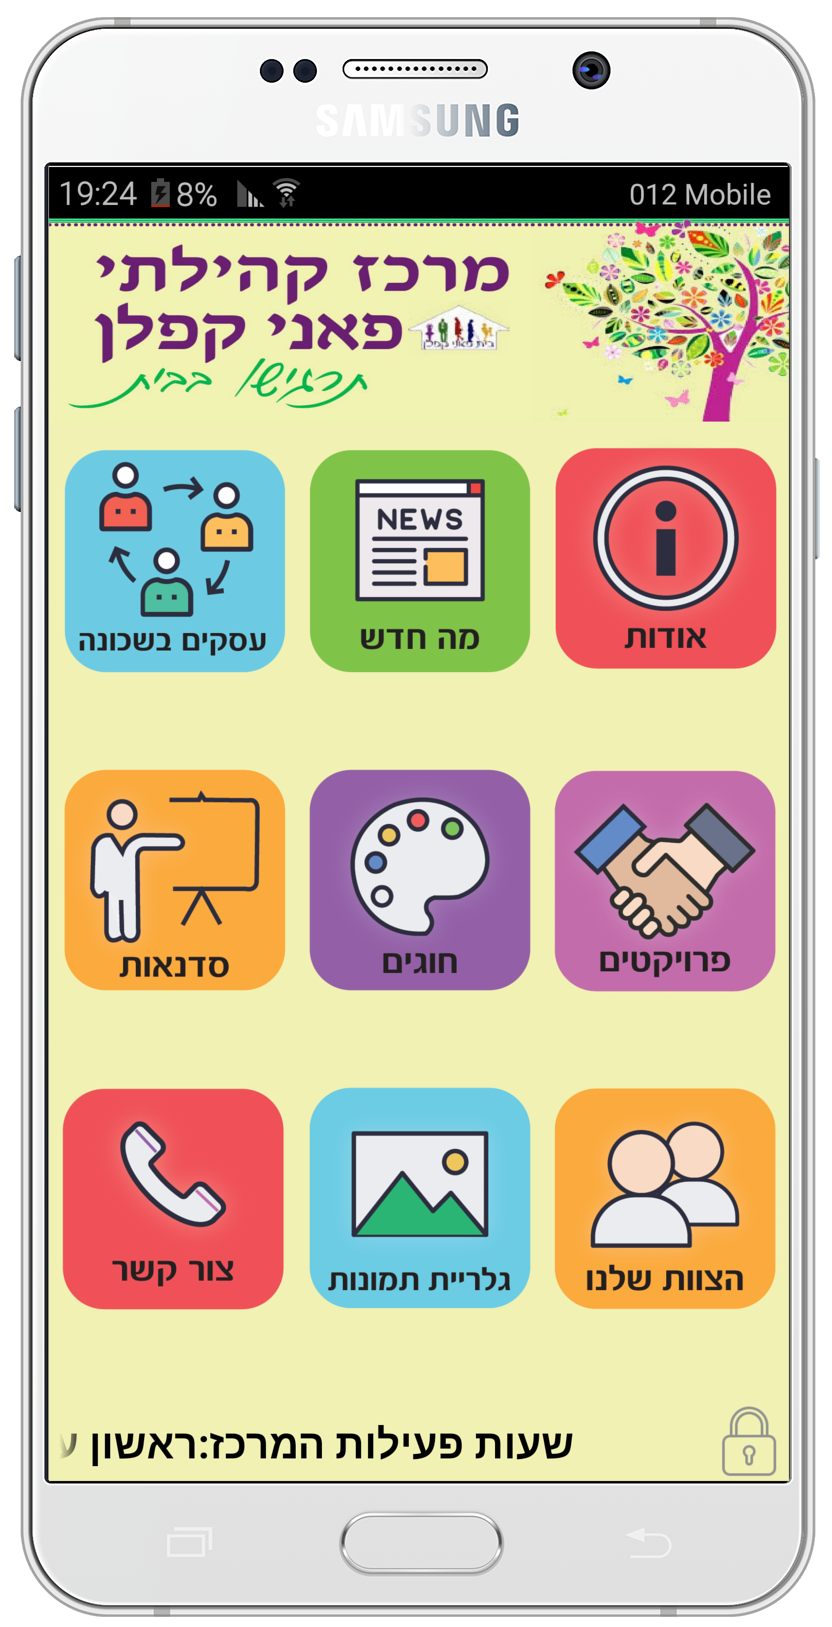 SAMSUNG
19:24 8% 012 Mobile
מרכז קהילתי
פאני קפלן
בית פאני קפלן
תרגישו בבית
אודות
NEWS
מה חדש
עסקים בשכונה
פרויקטים
חוגים
סדנאות
הצוות שלנו
גלריית תמונות
צור קשר
שעות פעילות המרכז:ראשון